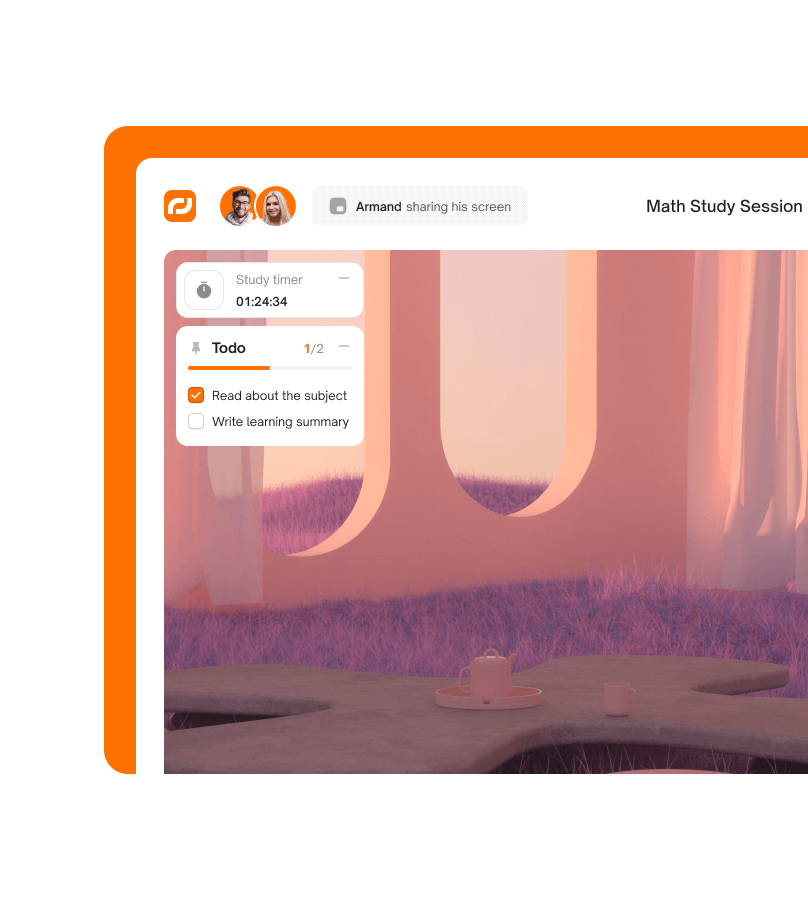 Armand sharing his screen
Math Study Session
Study timer
01:24:34
Todo
1/2
Read about the subject
Write learning summary